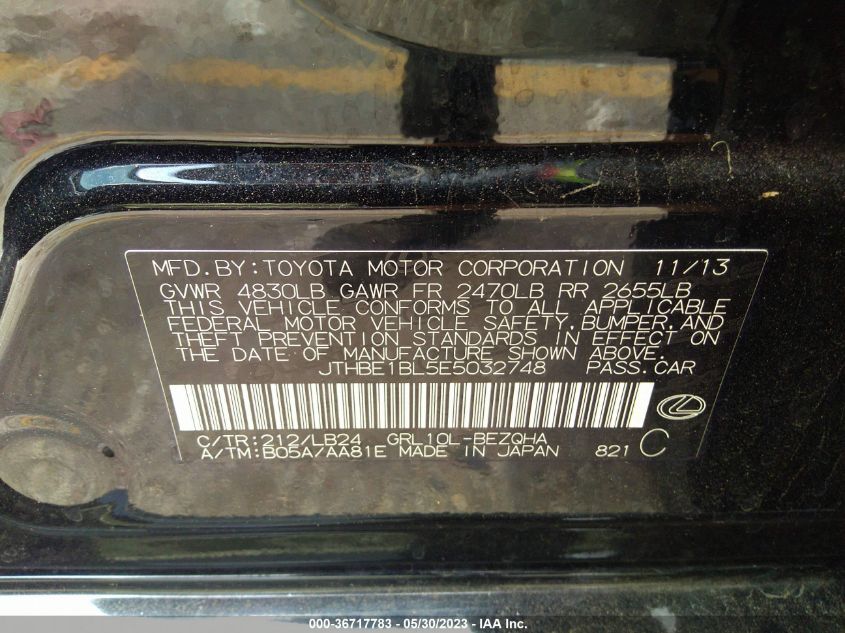 MFD.BY:TOYOTA MOTOR CORPORATION 11/13
GVWR 4830LB GAWR FR 2470LB RR 2655LB
THIS VEHICLE CONFORMS TO ALL APPLICABLE
FEDERAL MOTOR VEHICLE SAFETY,BUMPER,AND
THEFT PREVENTION STANDARDS IN EFFECT ON
THE DATE OF MANUFACTURE SHOWN ABOVE.
JTHBE1BL5E5032748 PASS.CAR
C/TR:212/LB24 GRL10L-BEZQHA
A/TM:B05A/AA81E MADE IN JAPAN 821 C
000-36717783 - 05/30/2023 - IAA Inc.